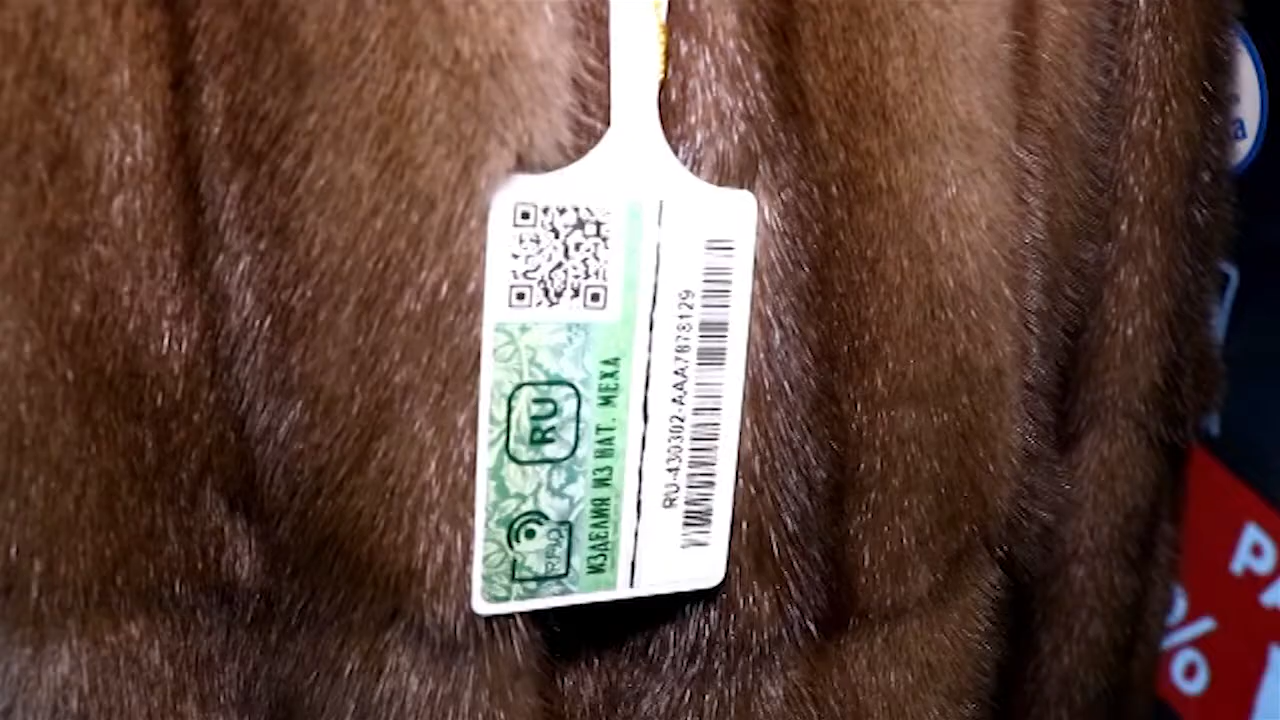 RU
ИЗДЕЛИЯ ИЗ НАТ. МЕХА
RFID
RU-430302-AAA7878129
%